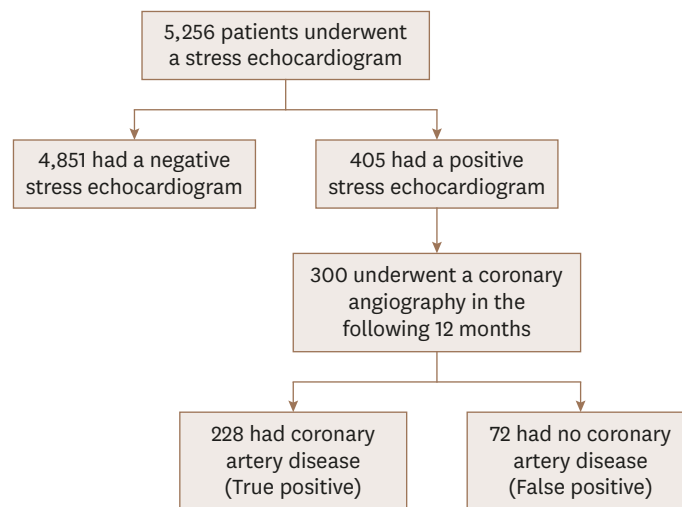 5,256 patients underwent
a stress echocardiogram
4,851 had a negative
stress echocardiogram
405 had a positive
stress echocardiogram
300 underwent a coronary
angiography in the
following 12 months
228 had coronary
artery disease
(True positive)
72 had no coronary
artery disease
(False positive)